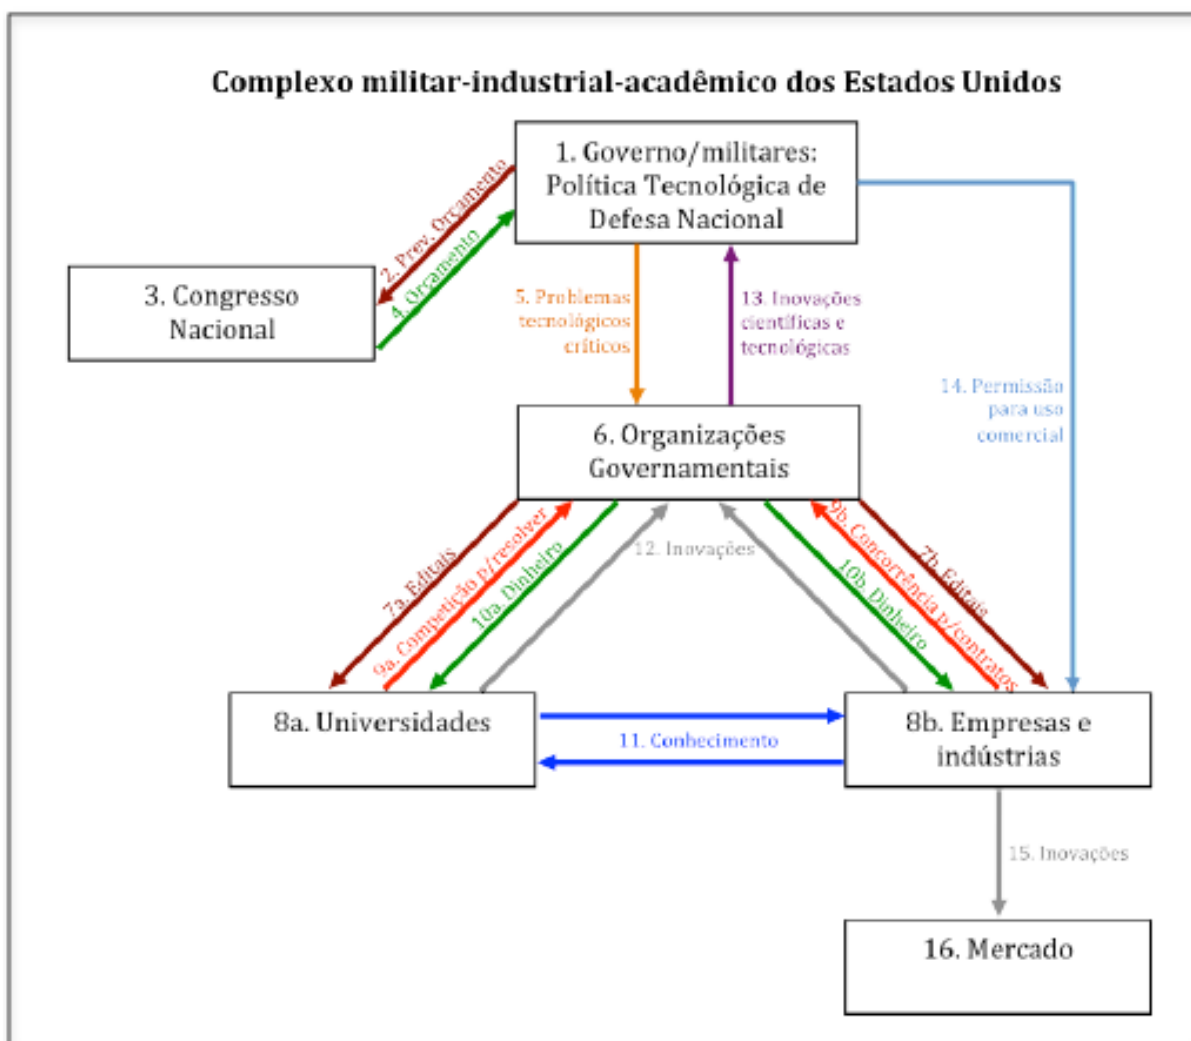 Complexo militar-industrial-acadêmico dos Estados Unidos
1. Governo/militares:
Política Tecnológica de
Defesa Nacional
2. Prev. Orçamento
4. Orçamento
3. Congresso
Nacional
5. Problemas
tecnológicos
críticos
13. Inovações
científicas e
tecnológicas
14. Permissão
para uso
comercial
6. Organizações
Governamentais
7a. Editais
9a. Competição p/resolver
10a. Dinheiro
12. Inovações
10b. Dinheiro
9b. Concorrência p/contratos
7b. Editais
8a. Universidades
11. Conhecimento
8b. Empresas e
indústrias
15. Inovações
16. Mercado